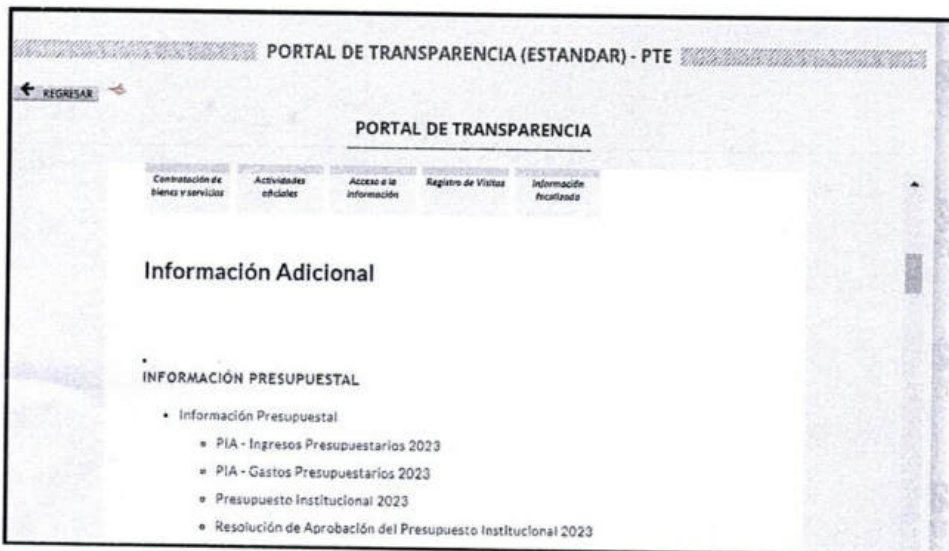 PORTAL DE TRANSPARENCIA (ESTANDAR) - PTE
REGRESAR
PORTAL DE TRANSPARENCIA
Contratación de bienes y servicios
Actividades oficiales
Acceso a la información
Registro de Visitas
Información focalizada
Información Adicional
INFORMACIÓN PRESUPUESTAL
• Información Presupuestal
PIA - Ingresos Presupuestarios 2023
PIA - Gastos Presupuestarios 2023
Presupuesto Institucional 2023
Resolución de Aprobación del Presupuesto Institucional 2023